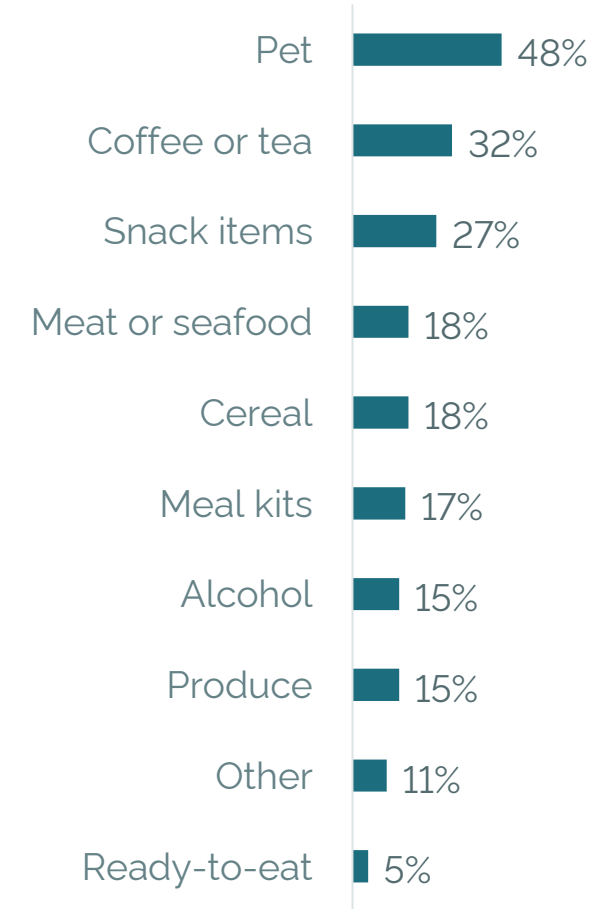 Pet 48%
Coffee or tea 32%
Snack items 27%
Meat or seafood 18%
Cereal 18%
Meal kits 17%
Alcohol 15%
Produce 15%
Other 11%
Ready-to-eat 5%